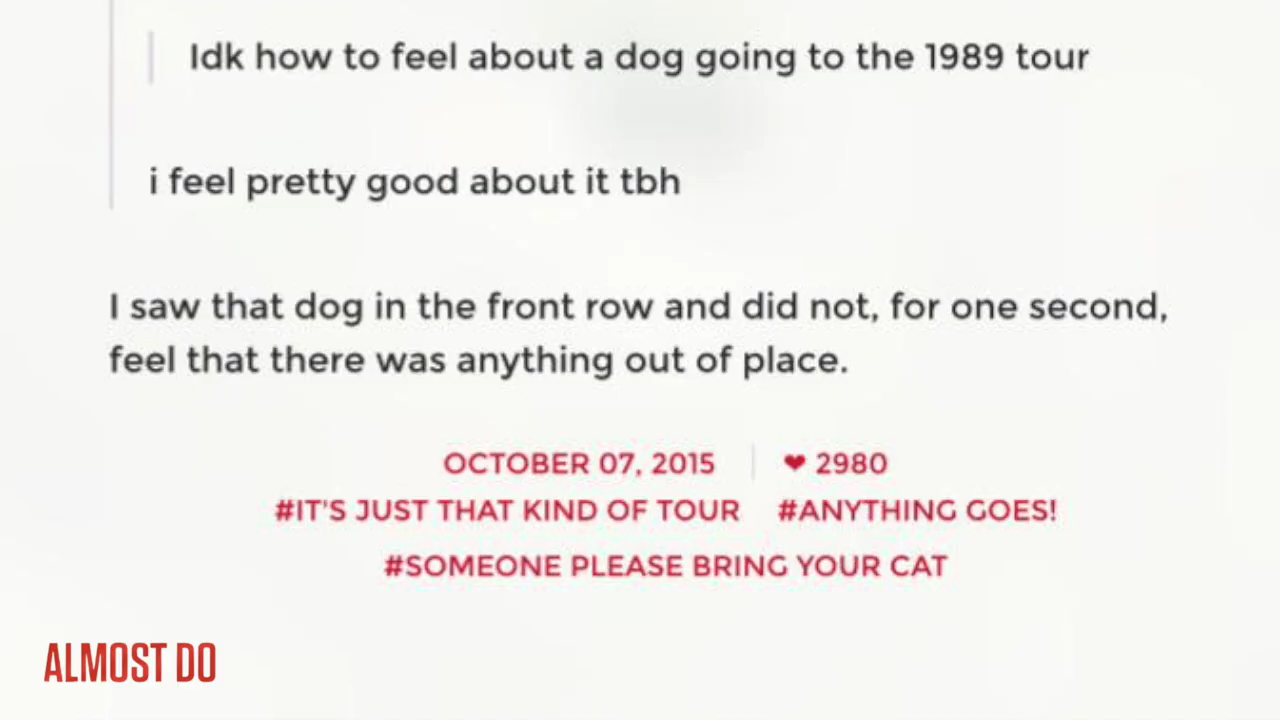 Idk how to feel about a dog going to the 1989 tour
i feel pretty good about it tbh
I saw that dog in the front row and did not, for one second,
feel that there was anything out of place.
OCTOBER 07, 2015 ❤ 2980
#IT'S JUST THAT KIND OF TOUR #ANYTHING GOES!
#SOMEONE PLEASE BRING YOUR CAT
ALMOST DO